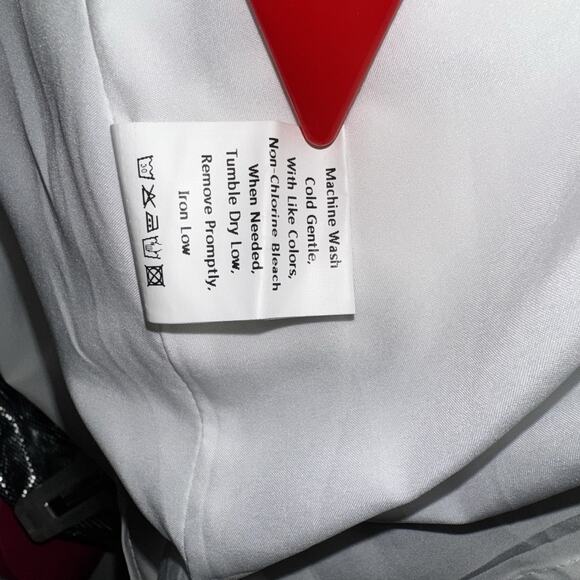 Machine Wash
Cold Gentle,
With Like Colors,
Non-Chlorine Bleach
When Needed,
Tumble Dry Low,
Remove Promptly,
Iron Low
30